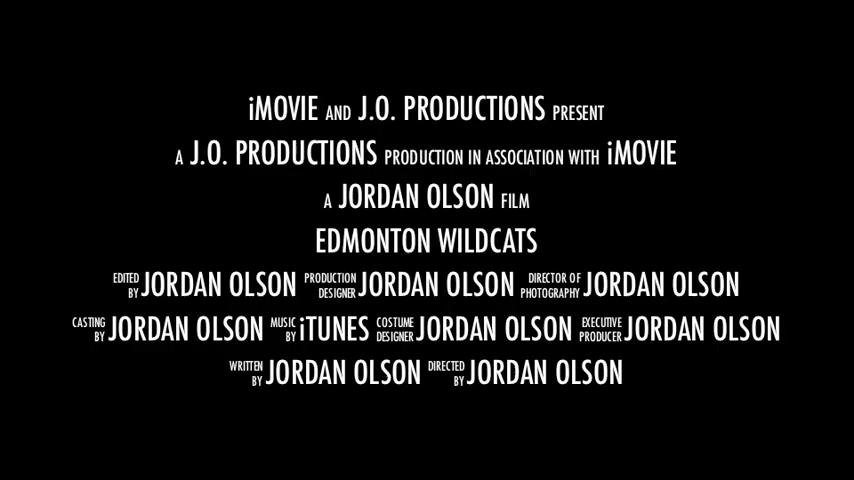 iMOVIE AND J.O. PRODUCTIONS PRESENT
A J.O. PRODUCTIONS PRODUCTION IN ASSOCIATION WITH iMOVIE
A JORDAN OLSON FILM
EDMONTON WILDCATS
EDITED BY JORDAN OLSON PRODUCTION DESIGNER JORDAN OLSON DIRECTOR OF PHOTOGRAPHY JORDAN OLSON
CASTING BY JORDAN OLSON MUSIC BY iTUNES COSTUME DESIGNER JORDAN OLSON EXECUTIVE PRODUCER JORDAN OLSON
WRITTEN BY JORDAN OLSON DIRECTED BY JORDAN OLSON